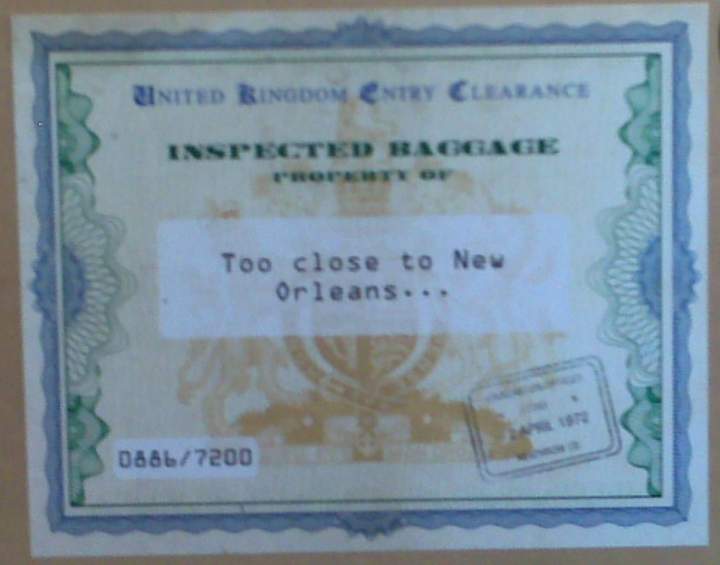 United Kingdom Entry Clearance
INSPECTED BAGGAGE
PROPERTY OF
Too close to New
Orleans...
0886/7200
APRIL 1972